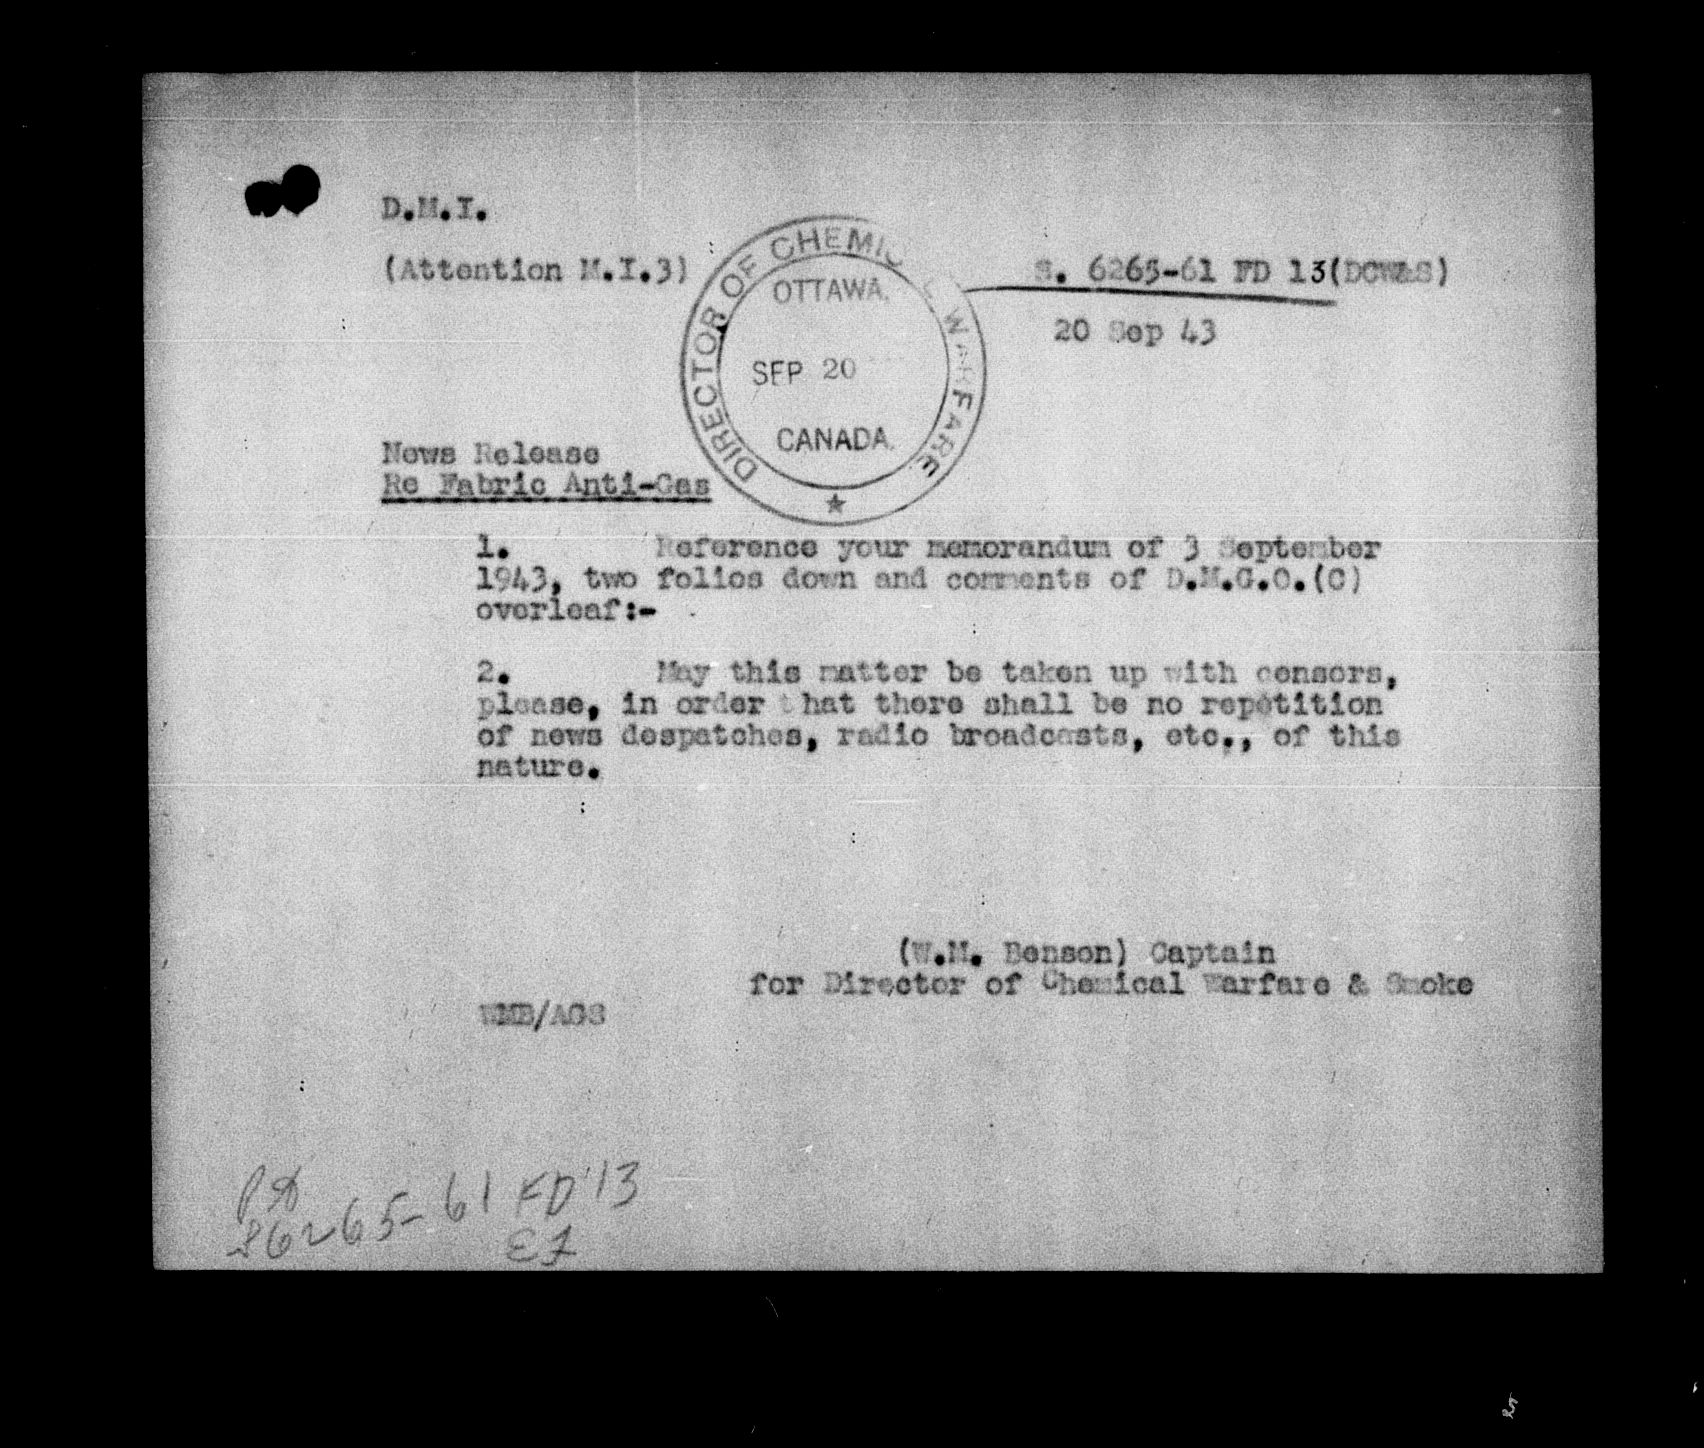 D.M.I.
(Attention M.I.3)
S. 6265-61 FD 13(DCW&S)
20 Sep 43
DIRECTOR OF CHEMIC WARFARE
OTTAWA.
SEP 20
CANADA.
News Release
Re Fabric Anti-Gas
1. Reference your memorandum of 3 September
1943, two folios down and comments of D.M.G.O.(C)
overleaf:-
2. May this matter be taken up with censors,
please, in order that there shall be no repetition
of news despatches, radio broadcasts, etc., of this
nature.
(W.M. Benson) Captain
for Director of Chemical Warfare & Smoke
WMB/AGS
PA
S6265-61 FD 13